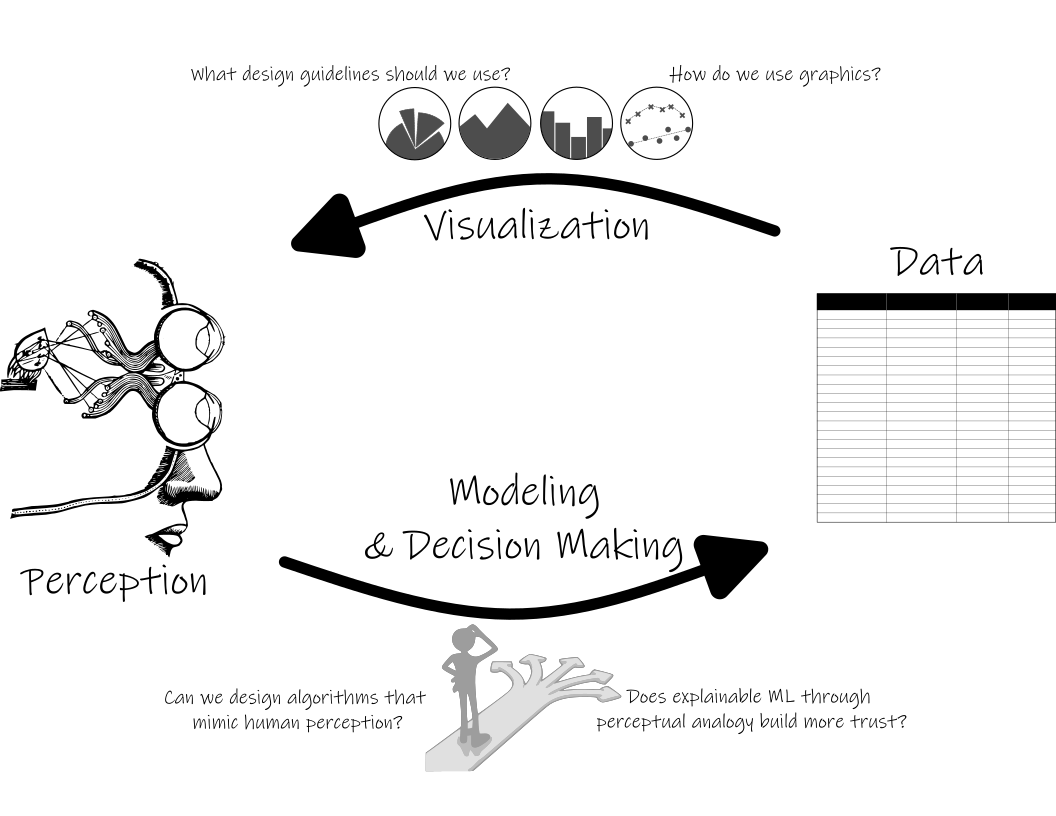 What design guidelines should we use?
How do we use graphics?
Visualization
Data
Modeling
& Decision Making
Perception
Can we design algorithms that
mimic human perception?
Does explainable ML through
perceptual analogy build more trust?